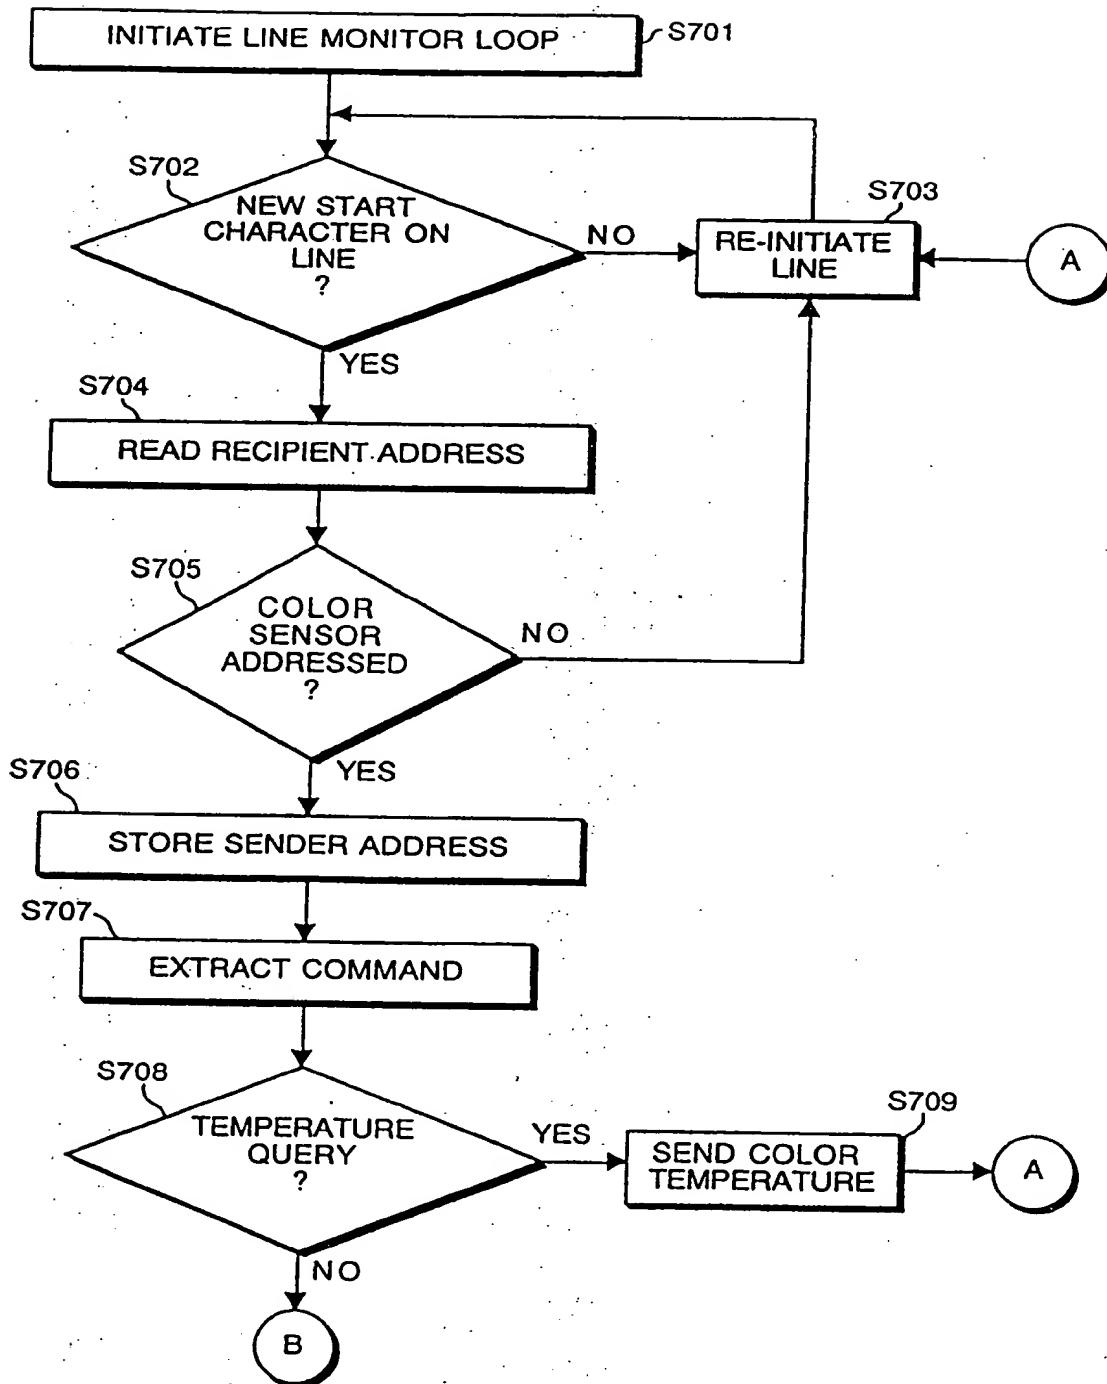 INITIATE LINE MONITOR LOOP
S701
S702
NEW START
CHARACTER ON
LINE
?
NO
S703
RE-INITIATE
LINE
A
YES
S704
READ RECIPIENT ADDRESS
S705
COLOR
SENSOR
ADDRESSED
?
NO
YES
S706
STORE SENDER ADDRESS
S707
EXTRACT COMMAND
S708
TEMPERATURE
QUERY
?
YES
S709
SEND COLOR
TEMPERATURE
A
NO
B